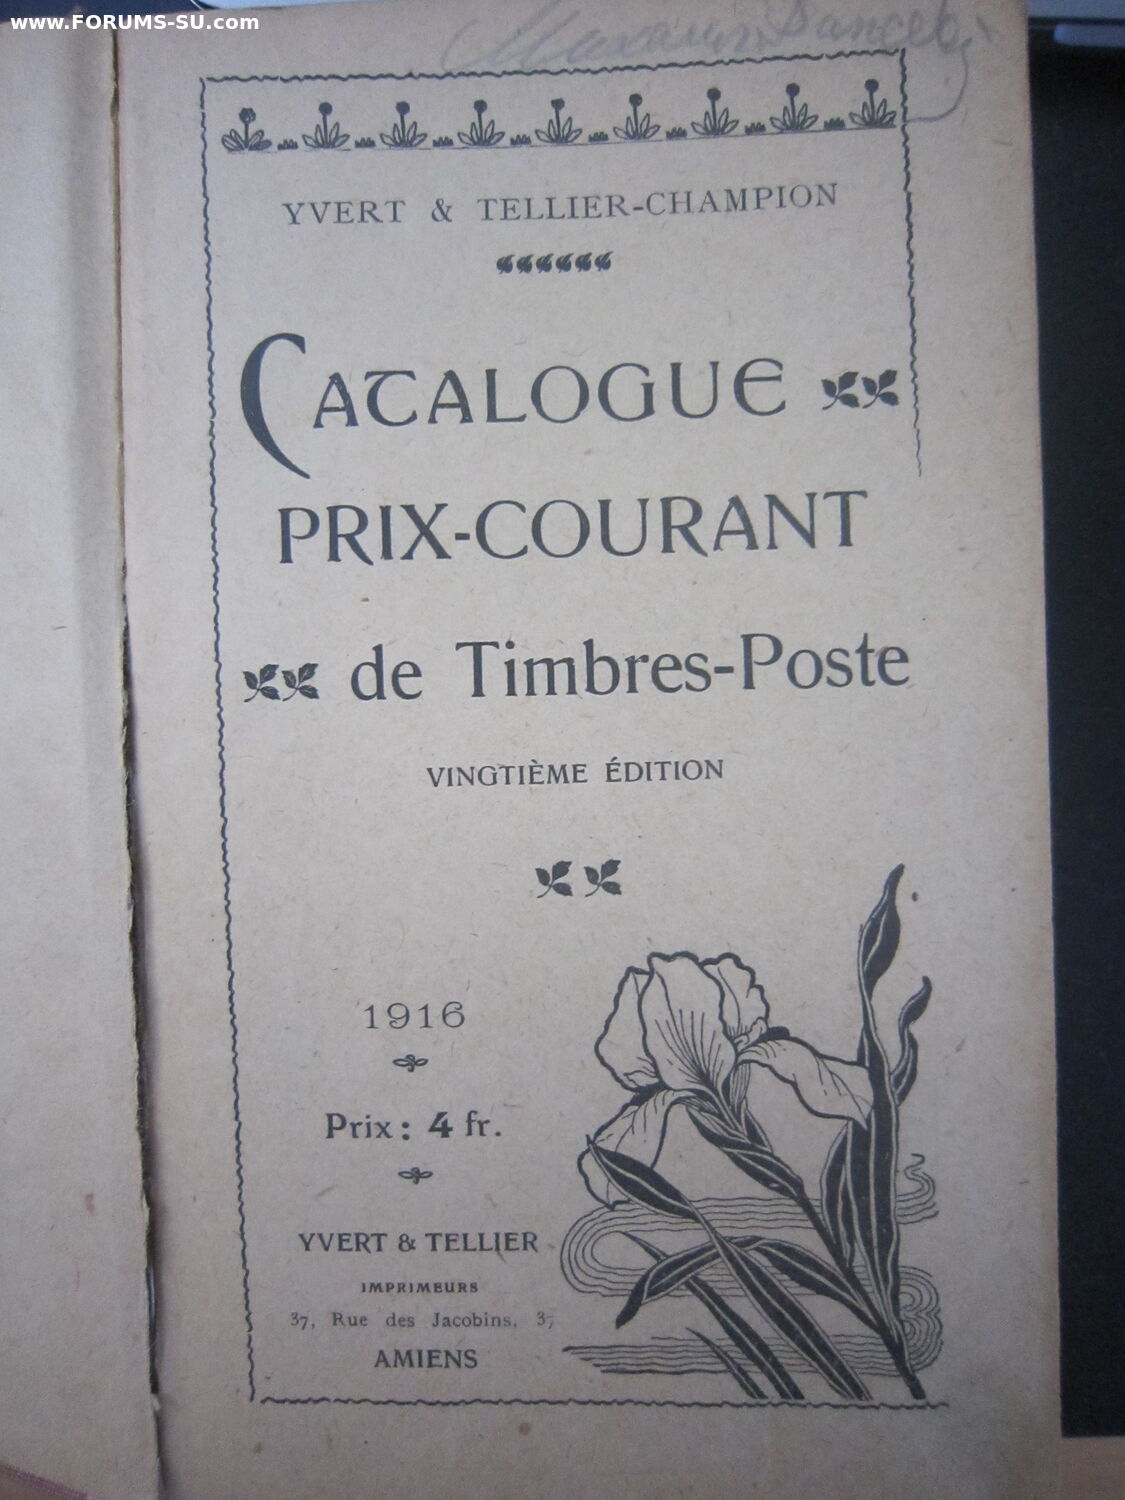 www.FORUMS-SU.com
YVERT & TELLIER-CHAMPION
CATALOGUE
PRIX-COURANT
de Timbres-Poste
VINGTIÈME ÉDITION
1916
Prix : 4 fr.
YVERT & TELLIER
IMPRIMEURS
37, Rue des Jacobins, 37
AMIENS